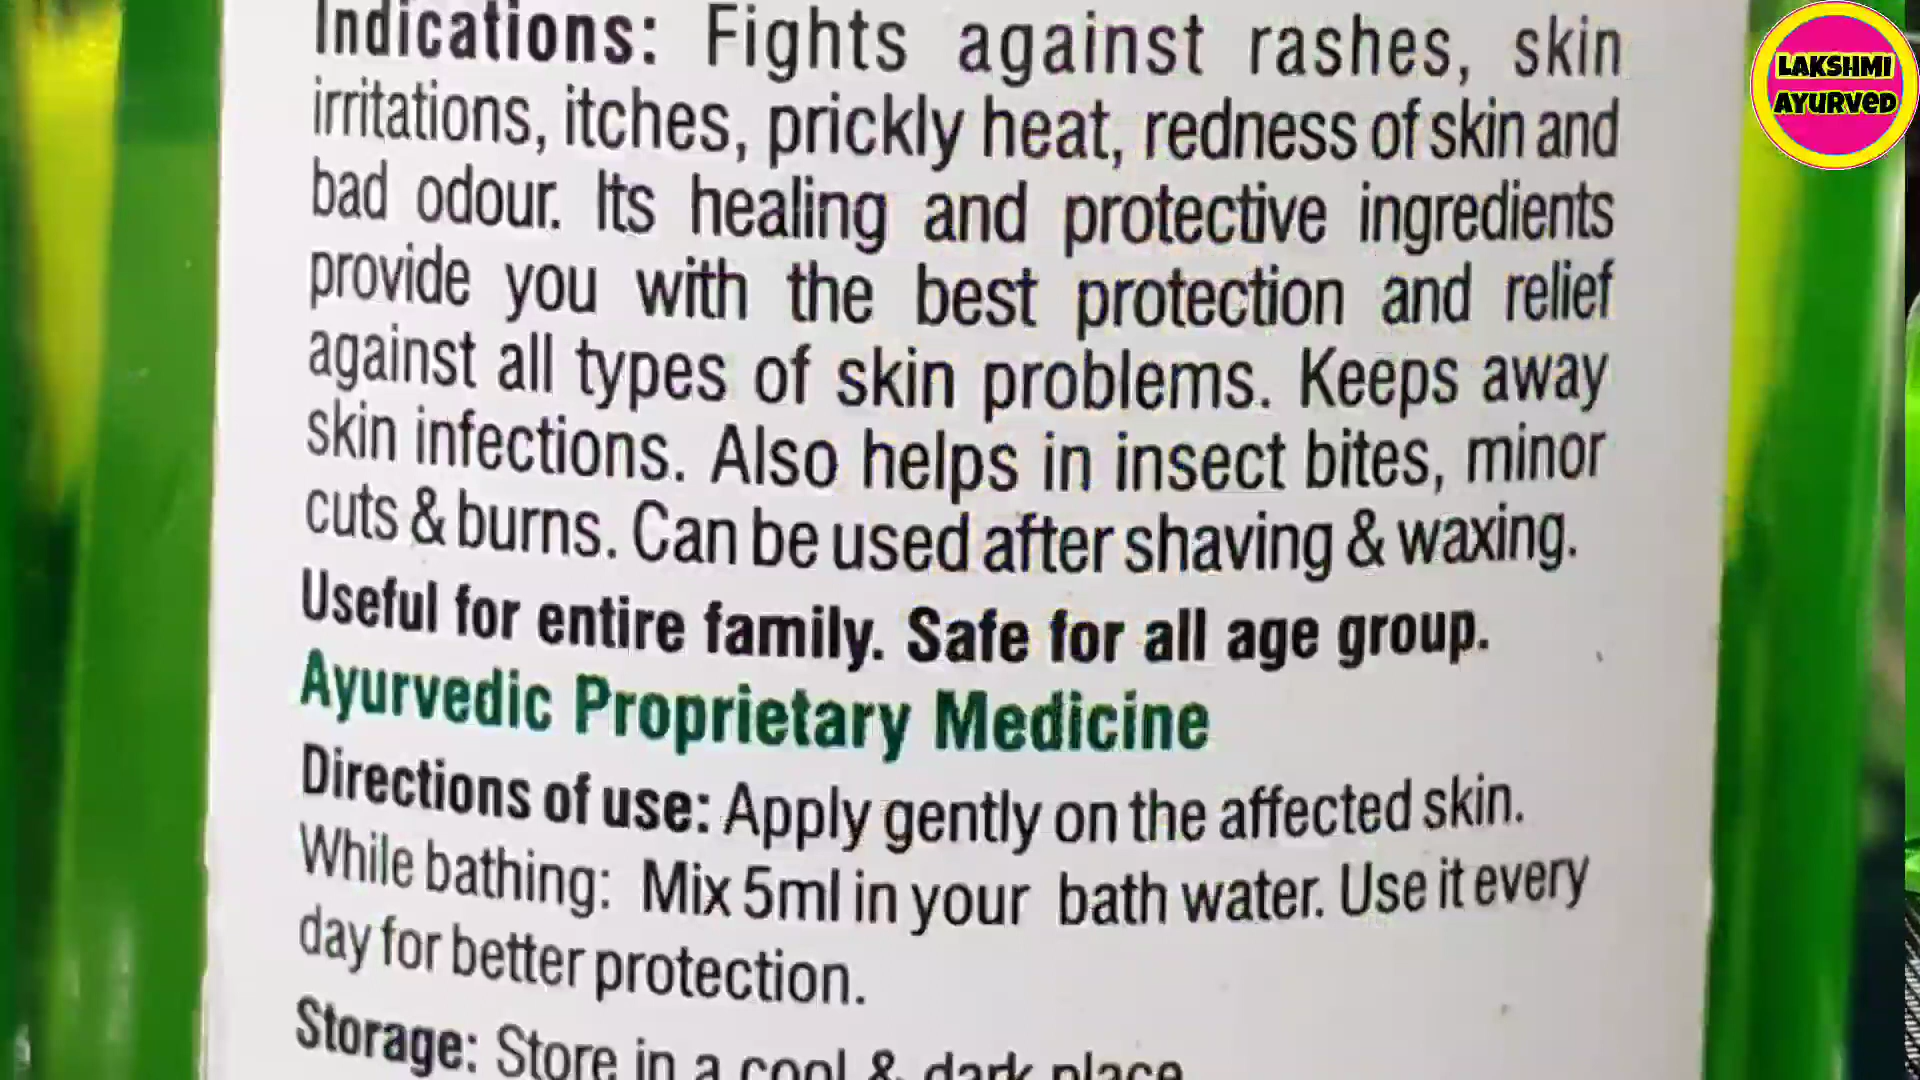 Indications: Fights against rashes, skin
irritations, itches, prickly heat, redness of skin and
bad odour. Its healing and protective ingredients
provide you with the best protection and relief
against all types of skin problems. Keeps away
skin infections. Also helps in insect bites, minor
cuts & burns. Can be used after shaving & waxing.
Useful for entire family. Safe for all age group.
Ayurvedic Proprietary Medicine
Directions of use: Apply gently on the affected skin.
While bathing: Mix 5ml in your bath water. Use it every
day for better protection.
Storage: Store in a cool & dark place
LAKSHMI
AYURVED